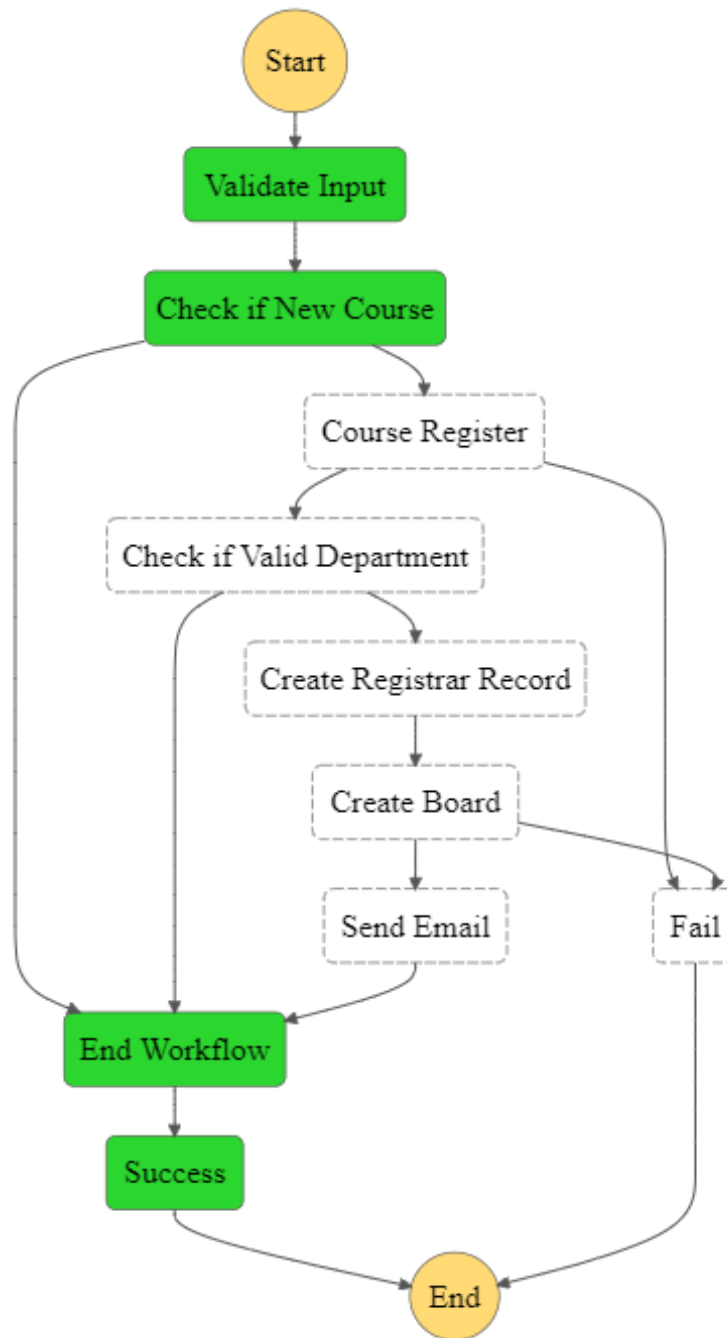 Start
Validate Input
Check if New Course
Course Register
Check if Valid Department
Create Registrar Record
Create Board
Send Email
Fail
End Workflow
Success
End